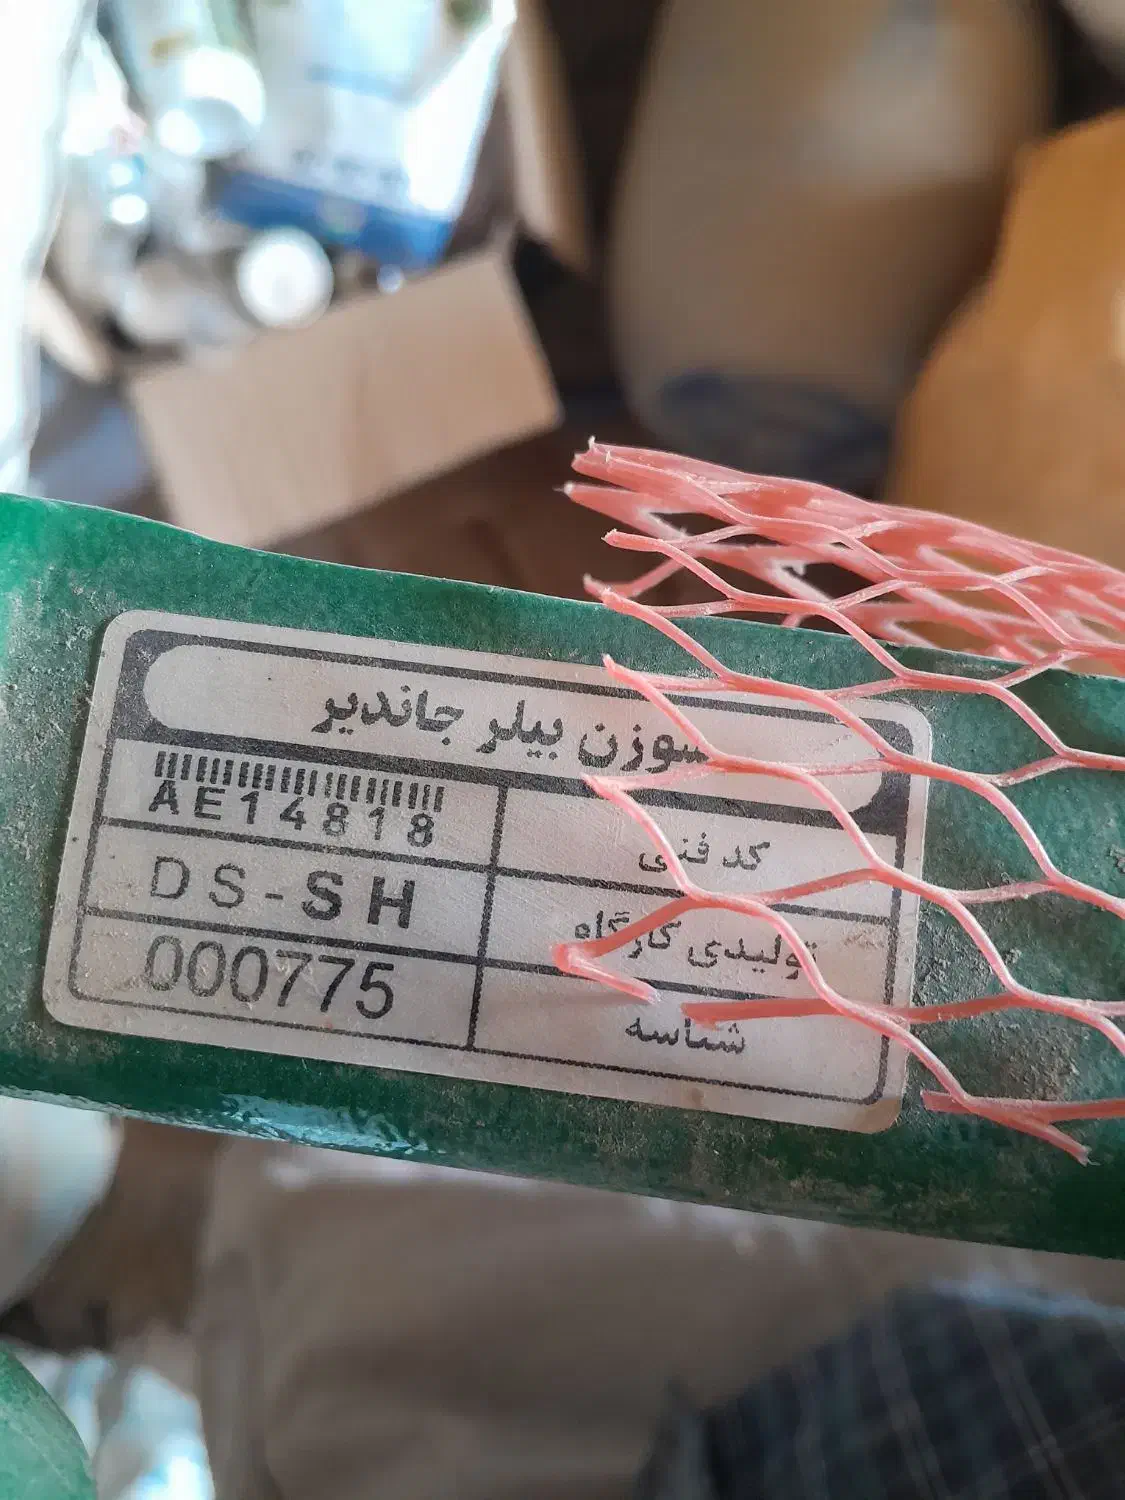 سوزن بیلر جاندیر
کد فنی AE14818
تولیدی کارگاه DS-SH
شناسه 000775